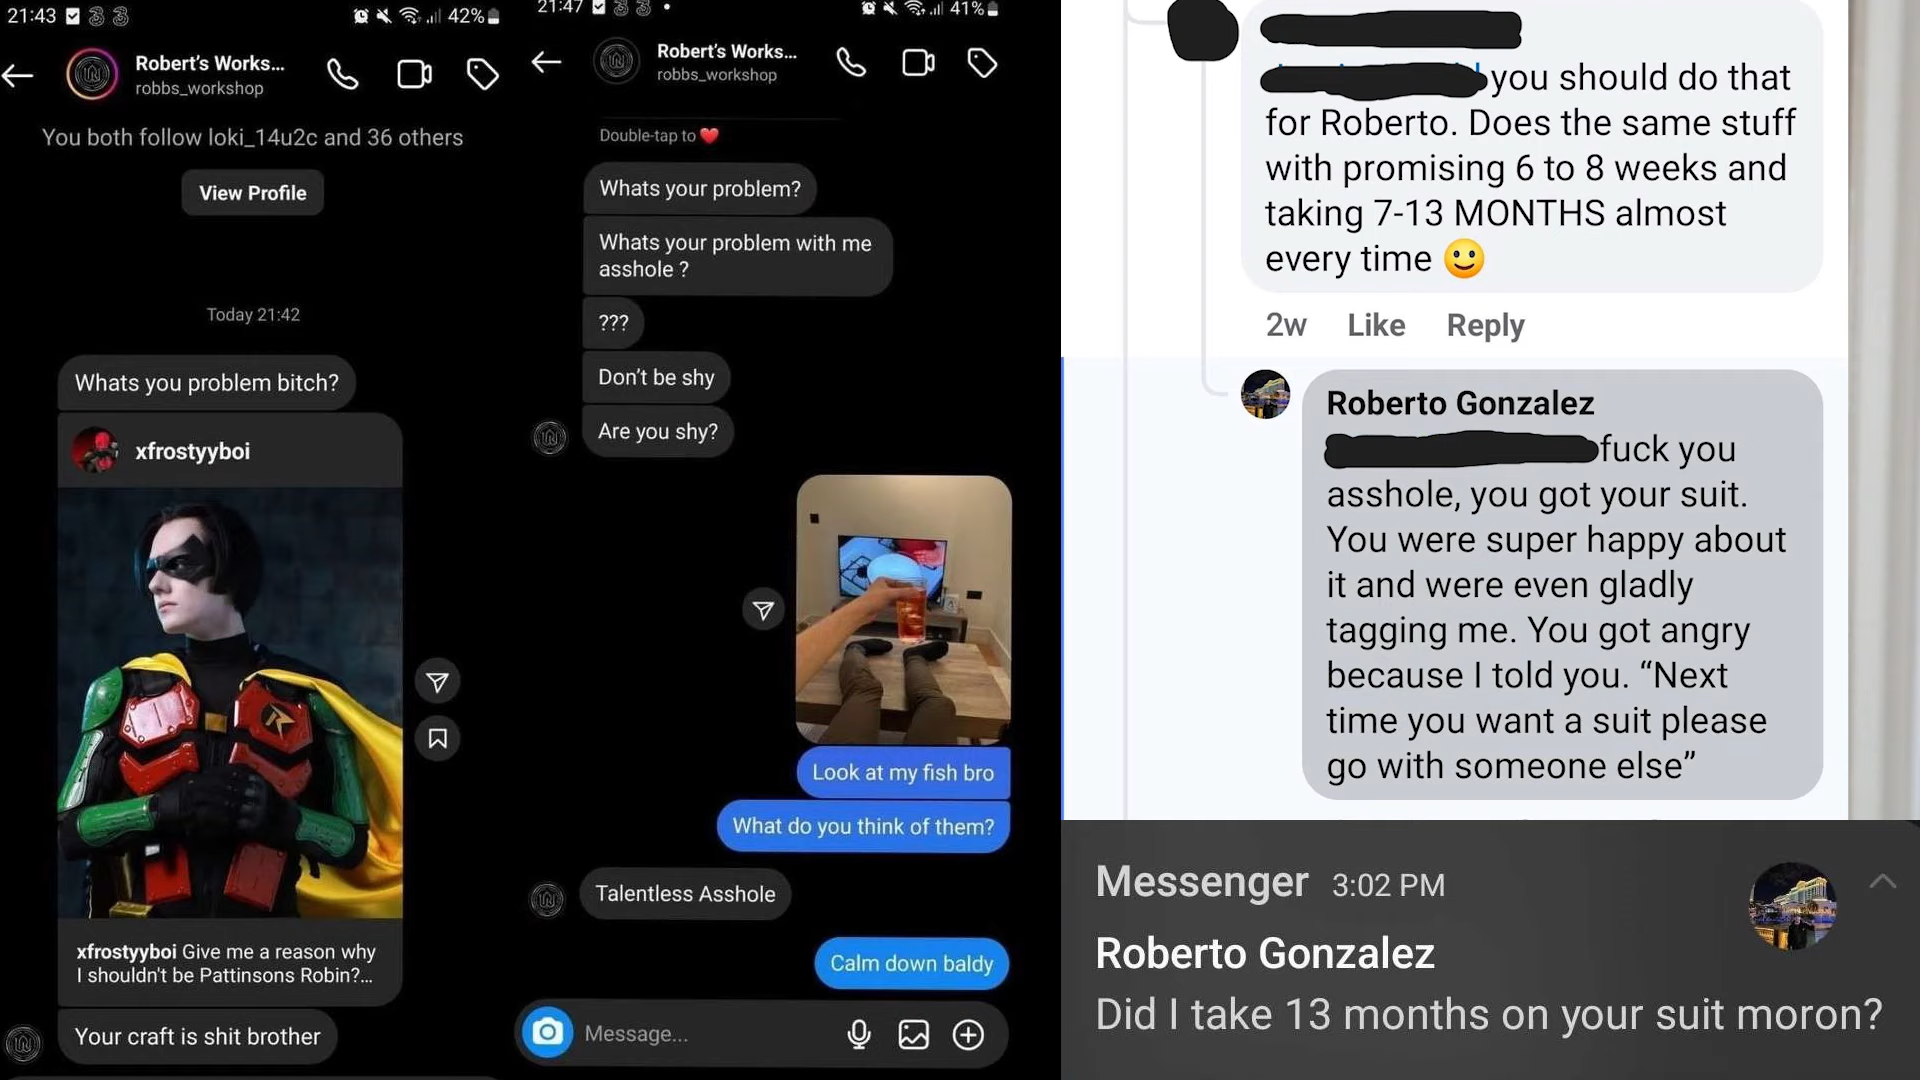 21:43
42%
Robert’s Works...
robbs_workshop
You both follow loki_14u2c and 36 others
View Profile
Today 21:42
Whats you problem bitch?
xfrostyyboi
xfrostyyboi Give me a reason why
I shouldn't be Pattinsons Robin?...
Your craft is shit brother
21:47
41%
Robert’s Works...
robbs_workshop
Double-tap to ❤️
Whats your problem?
Whats your problem with me
asshole ?
???
Don’t be shy
Are you shy?
Look at my fish bro
What do you think of them?
Talentless Asshole
Calm down baldy
Message...
you should do that
for Roberto. Does the same stuff
with promising 6 to 8 weeks and
taking 7-13 MONTHS almost
every time 🙂
2w Like Reply
Roberto Gonzalez
fuck you
asshole, you got your suit.
You were super happy about
it and were even gladly
tagging me. You got angry
because I told you. “Next
time you want a suit please
go with someone else”
Messenger 3:02 PM
Roberto Gonzalez
Did I take 13 months on your suit moron?